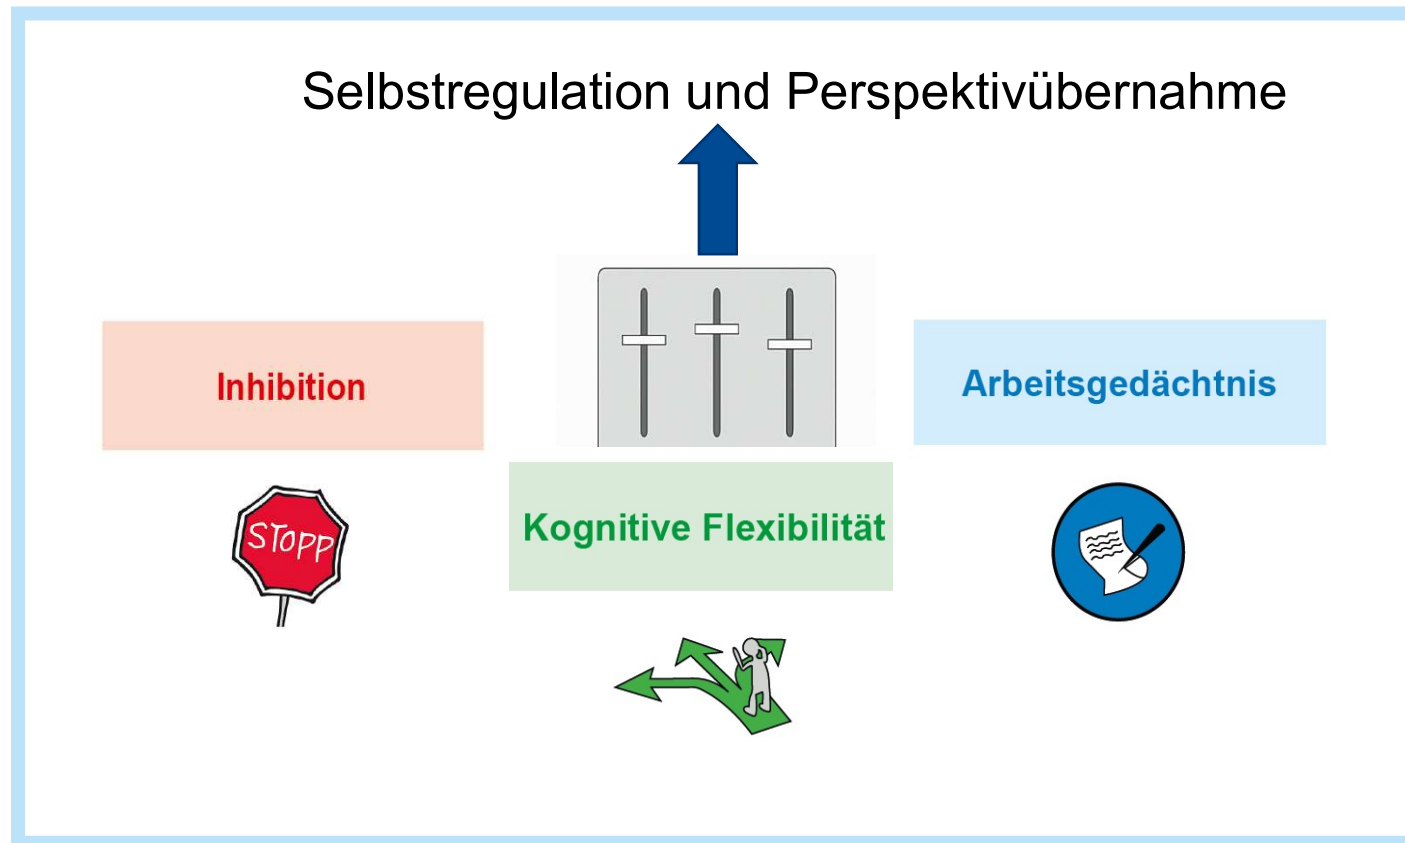 Selbstregulation und Perspektivübernahme
Inhibition
Arbeitsgedächtnis
STOPP
Kognitive Flexibilität